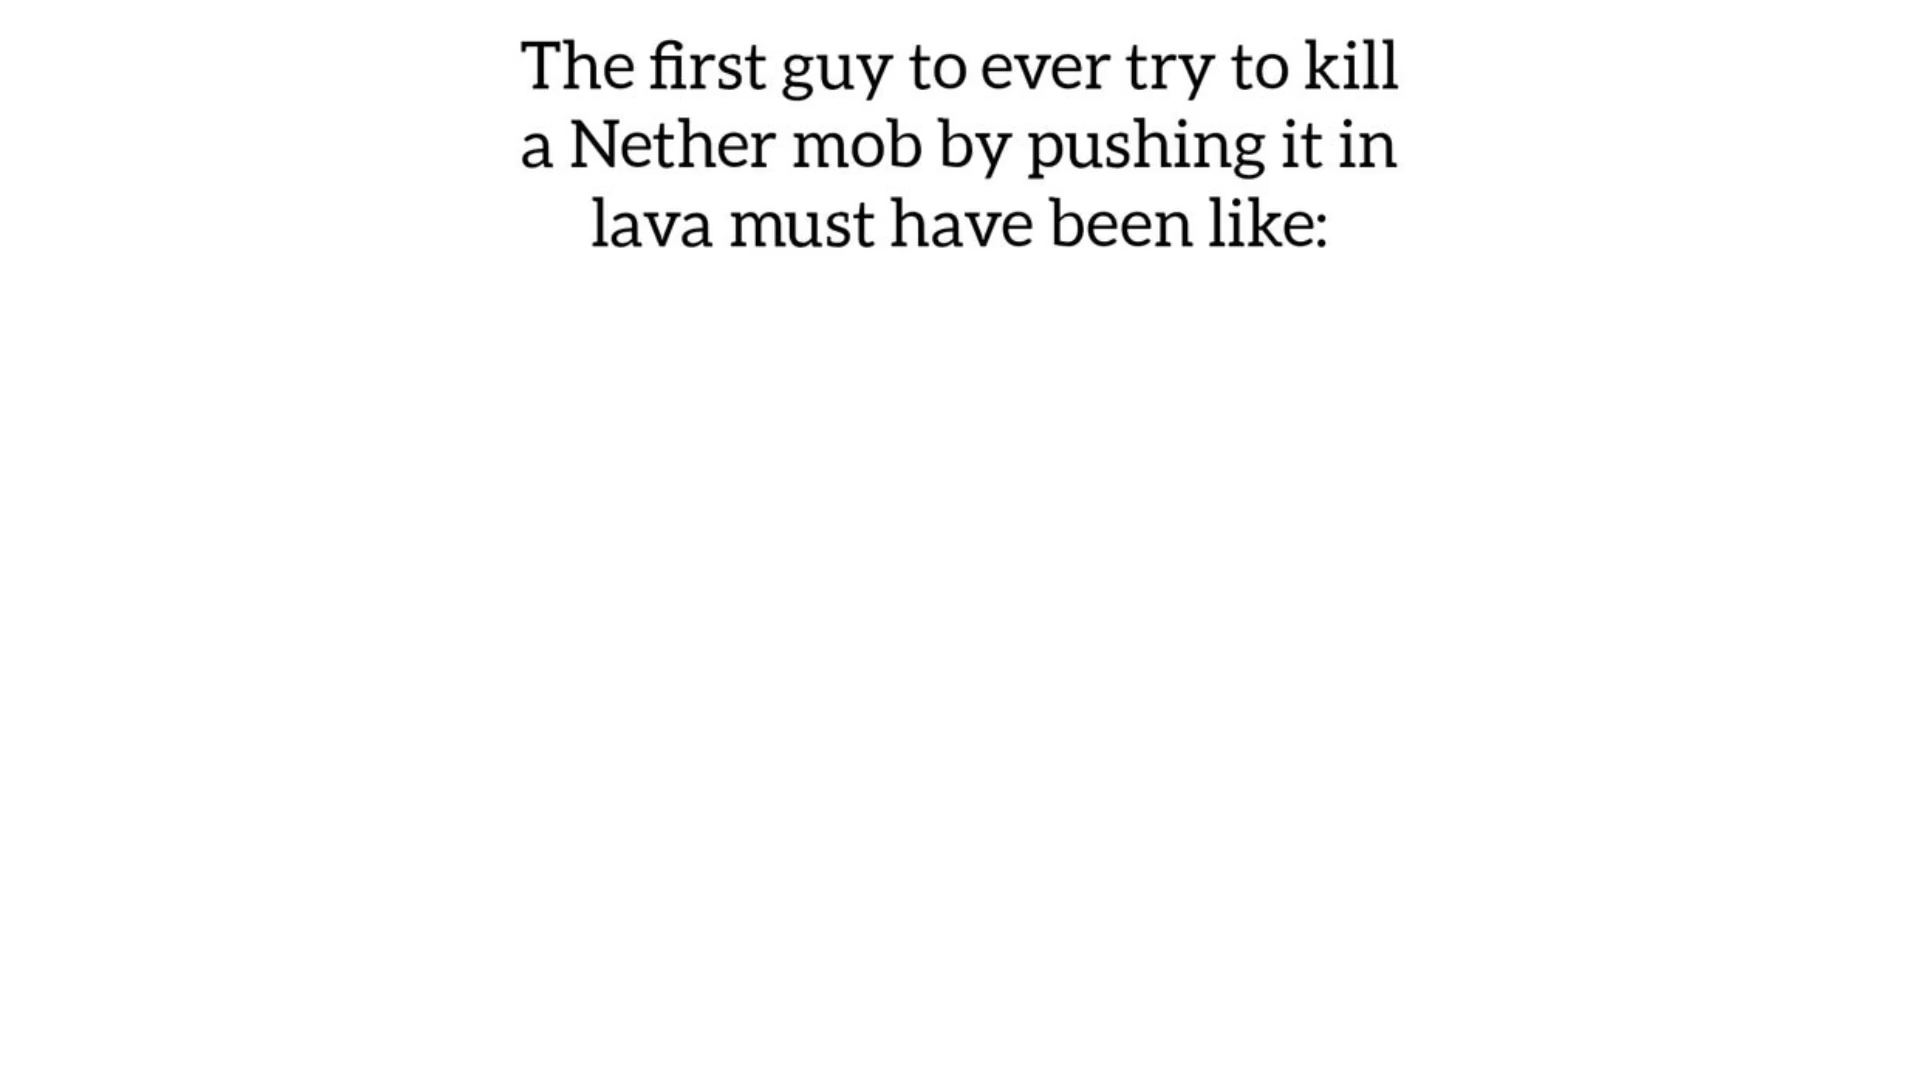 The first guy to ever try to kill
a Nether mob by pushing it in
lava must have been like: